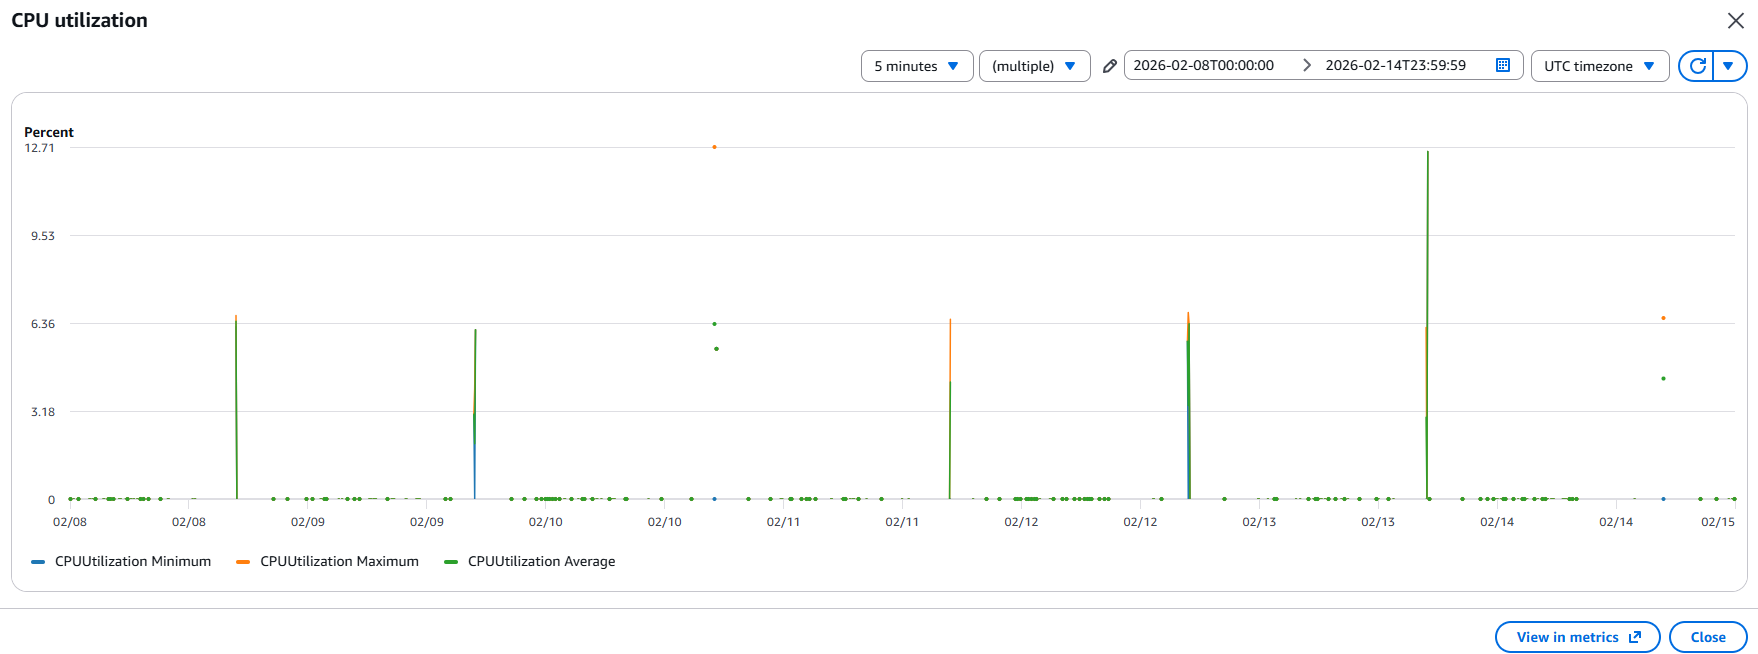 CPU utilization
5 minutes (multiple) 2026-02-08T00:00:00 2026-02-14T23:59:59 UTC timezone
Percent
12.71
9.53
6.36
3.18
0
02/08 02/08 02/09 02/09 02/10 02/10 02/11 02/11 02/12 02/12 02/13 02/13 02/14 02/14 02/15
CPUUtilization Minimum CPUUtilization Maximum CPUUtilization Average
View in metrics Close